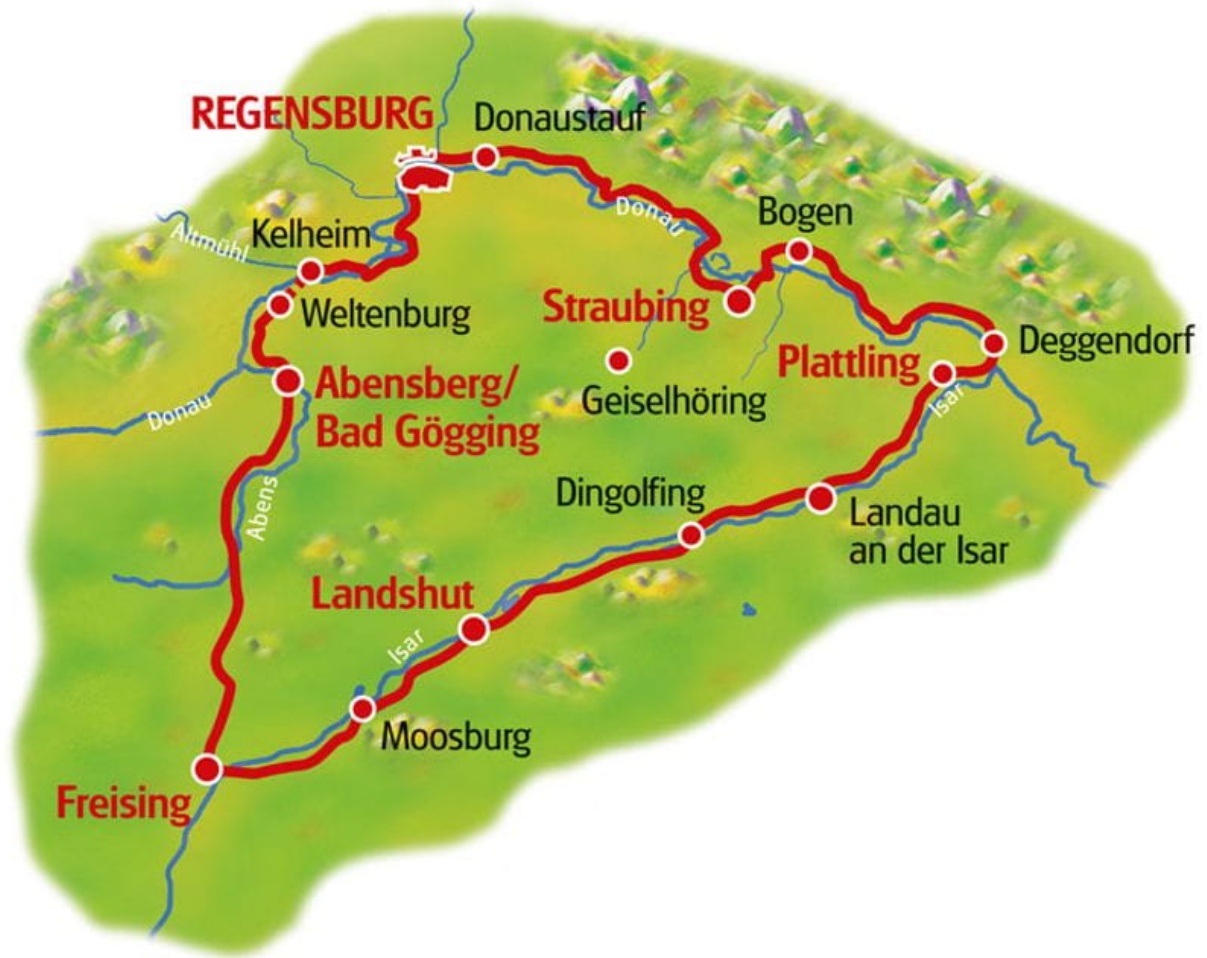 REGENSBURG
Donaustauf
Donau
Bogen
Altmühl
Kelheim
Weltenburg
Straubing
Deggendorf
Plattling
Geiselhöring
Isar
Abensberg/
Bad Gögging
Donau
Abens
Dingolfing
Landau
an der Isar
Landshut
Isar
Moosburg
Freising